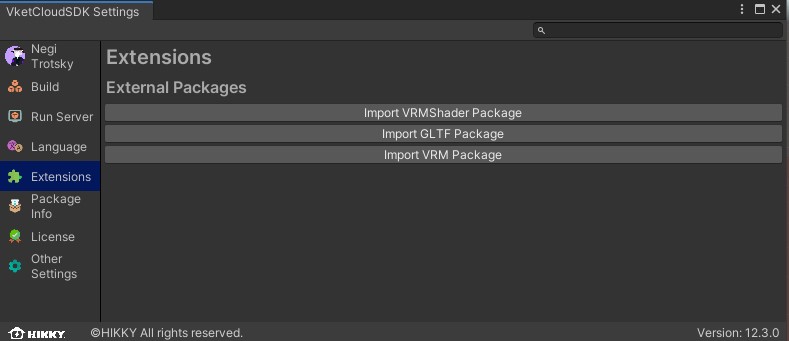 VketCloudSDK Settings
Negi
Trotsky
Build
Run Server
Language
Extensions
Package
Info
License
Other
Settings
Extensions
External Packages
Import VRMShader Package
Import GLTF Package
Import VRM Package
HIKKY
©HIKKY All rights reserved.
Version: 12.3.0